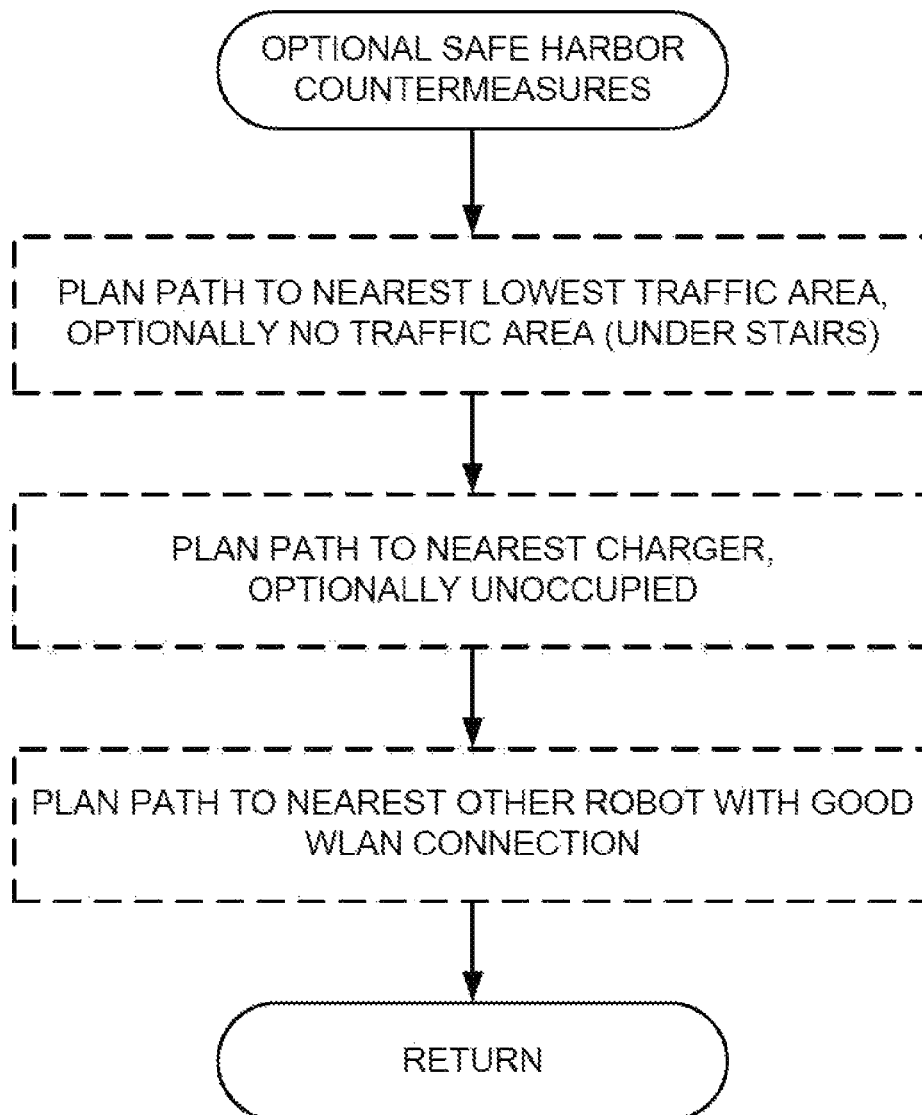 OPTIONAL SAFE HARBOR
COUNTERMEASURES
PLAN PATH TO NEAREST LOWEST TRAFFIC AREA,
OPTIONALLY NO TRAFFIC AREA (UNDER STAIRS)
PLAN PATH TO NEAREST CHARGER,
OPTIONALLY UNOCCUPIED
PLAN PATH TO NEAREST OTHER ROBOT WITH GOOD
WLAN CONNECTION
RETURN